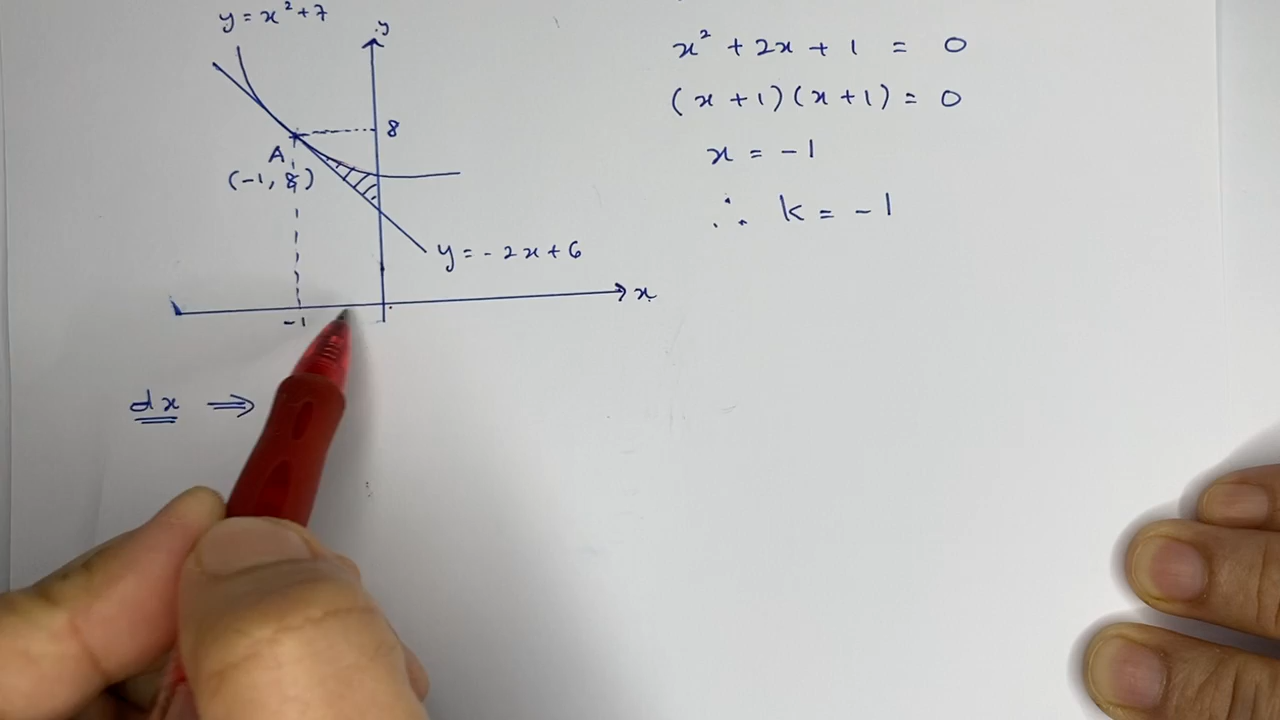 y = x² + 7
y
8
A
(-1, 8)
y = - 2x + 6
x
-1
dx ⇒
x² + 2x + 1 = 0
(x + 1)(x + 1) = 0
x = -1
∴ k = -1